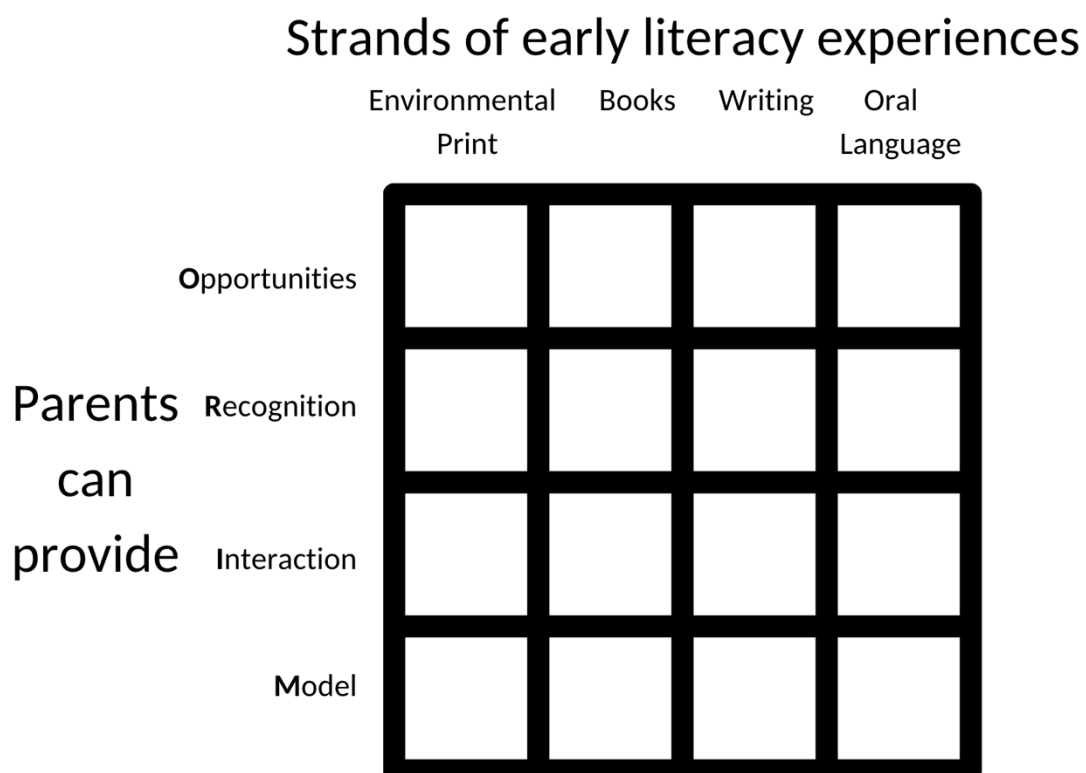 Strands of early literacy experiences
Environmental Print
Books
Writing
Oral Language
Opportunities
Parents can provide
Recognition
Interaction
Model